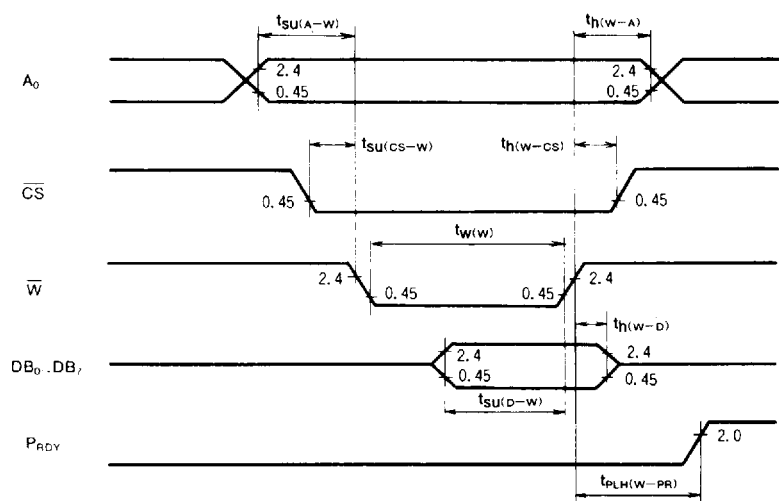 tsu(A-W) th(W-A)
A0 2.4 0.45 2.4 0.45
tsu(CS-W) th(W-CS)
CS 0.45 0.45
tw(W)
W 2.4 0.45 0.45 2.4
th(W-D)
DB0..DB7 2.4 0.45 2.4 0.45
tsu(D-W)
PRDY 2.0
tPLH(W-PR)